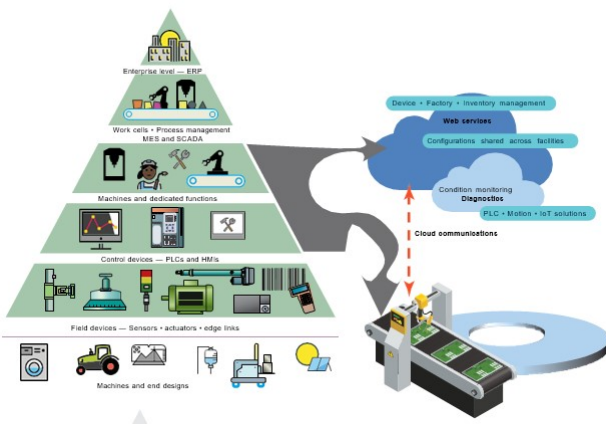 Enterprise level — ERP
Work cells • Process management
MES and SCADA
Machines and dedicated functions
Control devices — PLCs and HMIs
Field devices — Sensors • actuators • edge links
Machines and end designs
Device • Factory • Inventory management
Web services
Configurations shared across facilities
Condition monitoring
Diagnostics
PLC • Motion • IoT solutions
Cloud communications